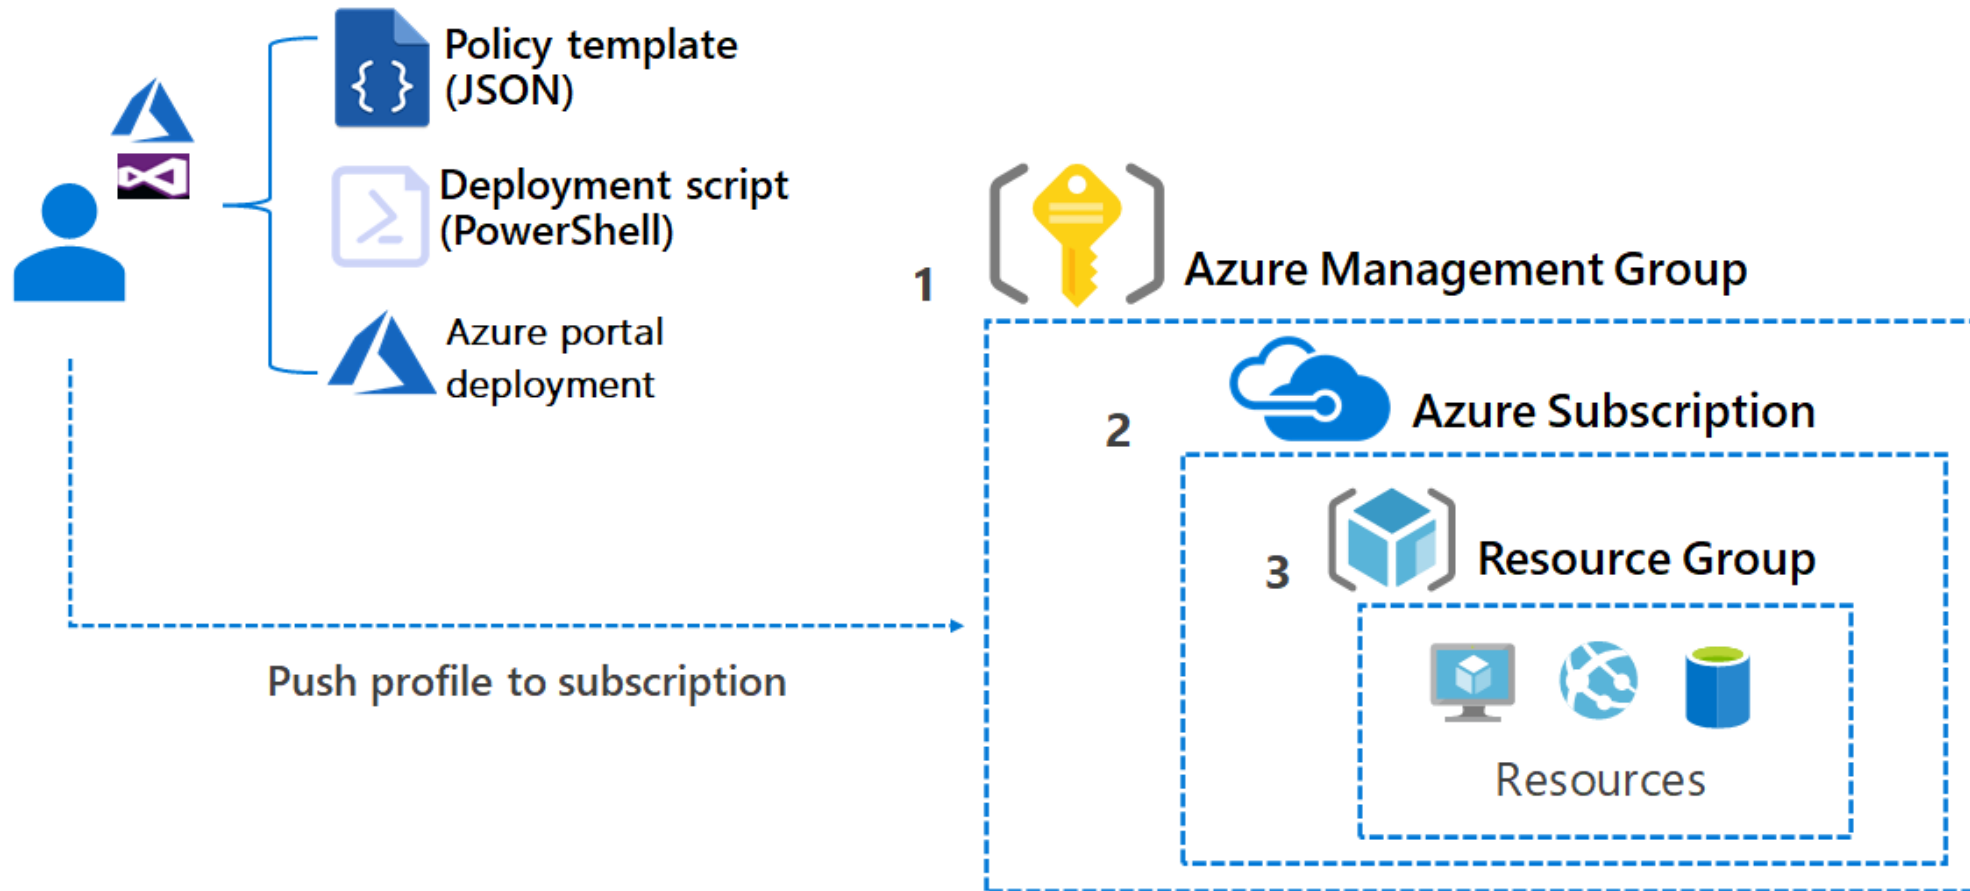 Policy template
(JSON)
Deployment script
(PowerShell)
Azure portal
deployment
Push profile to subscription
1
Azure Management Group
2
Azure Subscription
3
Resource Group
Resources